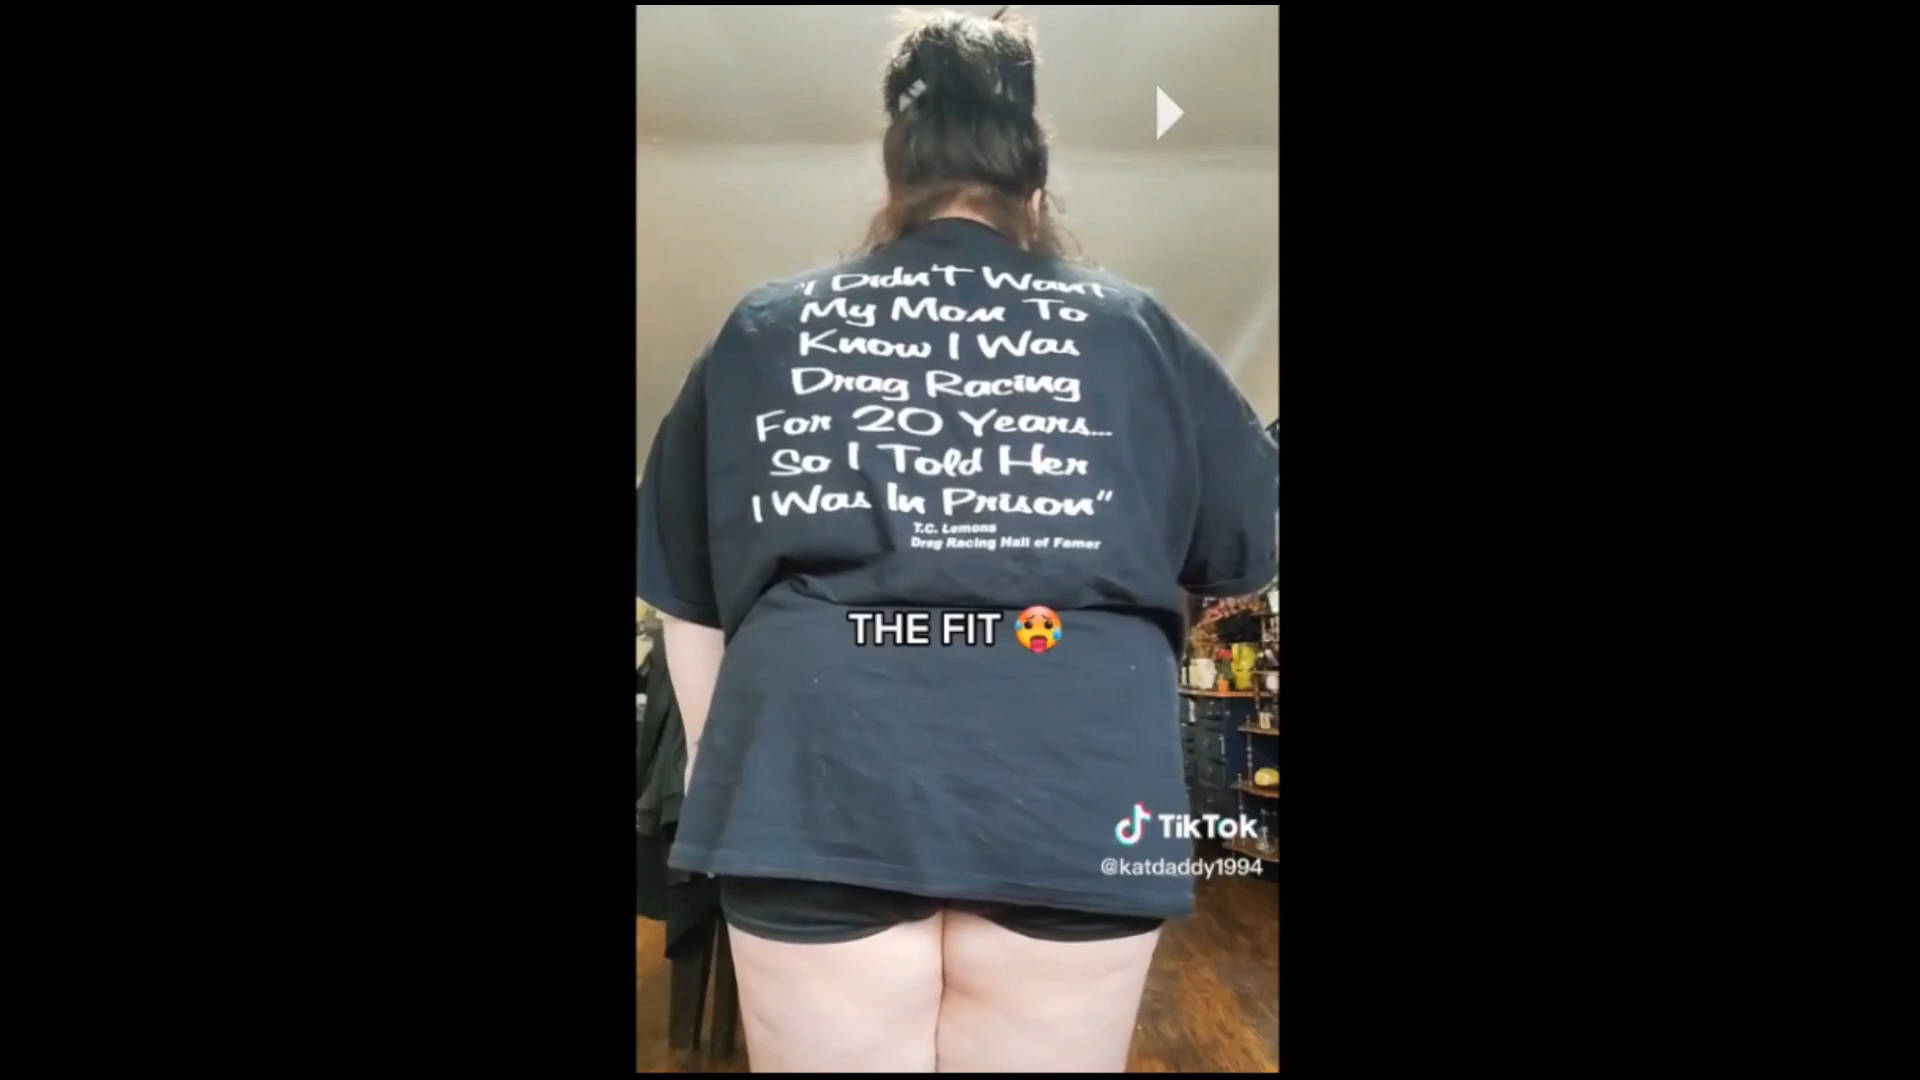 "I Didn't Want
My Mom To
Know I Was
Drag Racing
For 20 Years...
So I Told Her
I Was In Prison"
T.C. Lemons
Drag Racing Hall of Famer
THE FIT 🥵
TikTok
@katdaddy1994